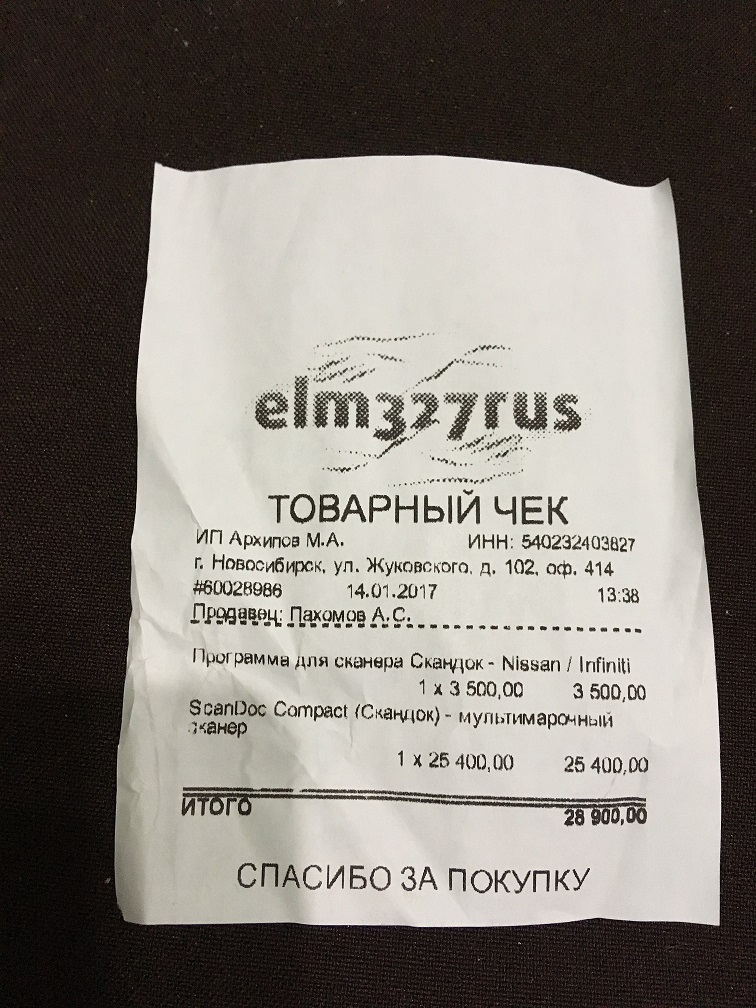 elm327rus
ТОВАРНЫЙ ЧЕК
ИП Архипов М.А. ИНН: 540232403827
г. Новосибирск, ул. Жуковского, д. 102, оф. 414
#60028986 14.01.2017 13:38
Продавец: Пахомов А.С.
Программа для сканера Скандок - Nissan / Infiniti
1 x 3 500,00 3 500,00
ScanDoc Compact (Скандок) - мультимарочный
сканер
1 x 25 400,00 25 400,00
ИТОГО 28 900,00
СПАСИБО ЗА ПОКУПКУ